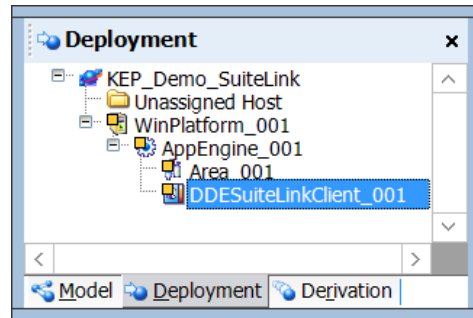 Deployment
KEP_Demo_SuiteLink
Unassigned Host
WinPlatform_001
AppEngine_001
Area_001
DDESuiteLinkClient_001
Model Deployment Derivation